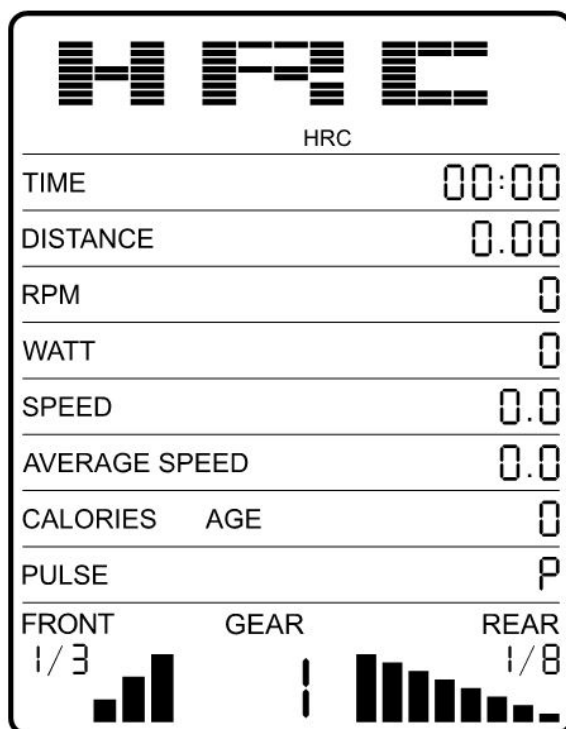 HRC
HRC
TIME 00:00
DISTANCE 0.00
RPM 0
WATT 0
SPEED 0.0
AVERAGE SPEED 0.0
CALORIES AGE 0
PULSE P
FRONT GEAR REAR
1/3 1 1/8